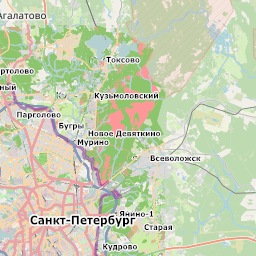 Агалатово
Токсово
Кузьмоловский
Парголово
Бугры
Новое Девяткино
Мурино
Всеволожск
Янино-1
Санкт-Петербург
Старая
Кудрово